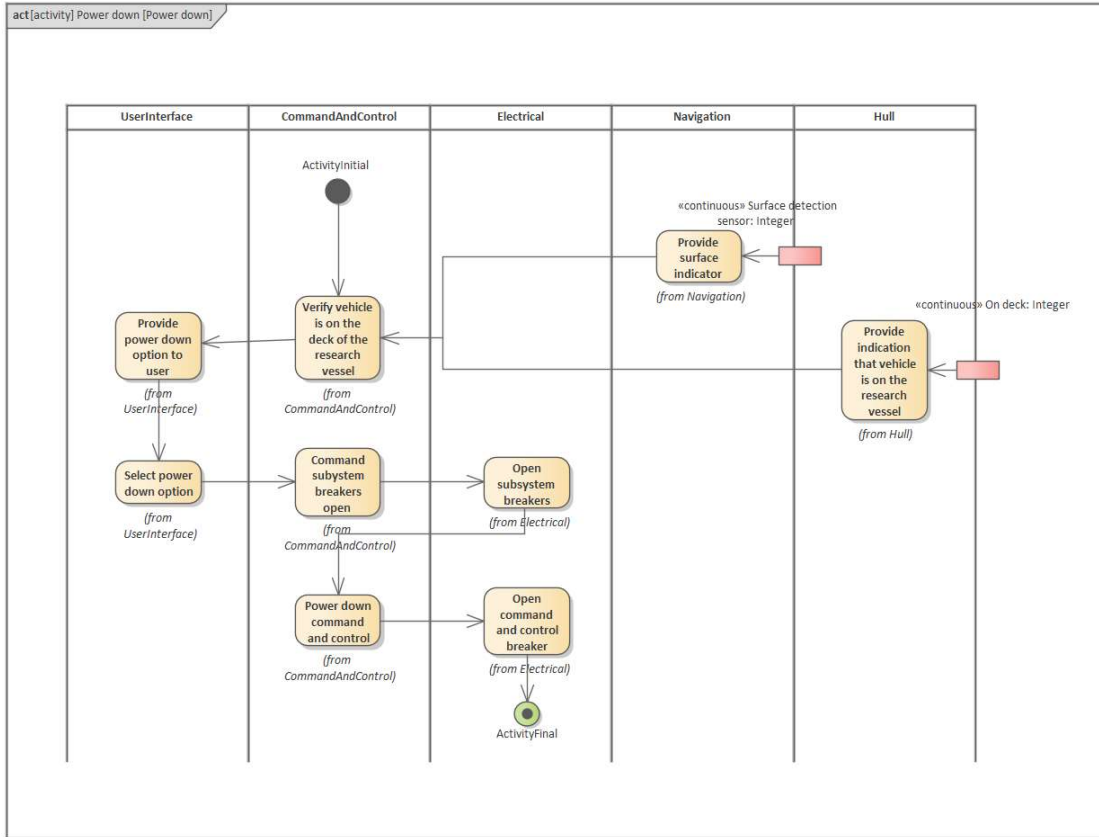 act [activity] Power down [Power down]
UserInterface
CommandAndControl
Electrical
Navigation
Hull
ActivityInitial
«continuous» Surface detection
sensor: Integer
Provide
surface
indicator
(from Navigation)
«continuous» On deck: Integer
Verify vehicle
is on the
deck of the
research
vessel
(from
CommandAndControl)
Provide
power down
option to
user
(from
UserInterface)
Provide
indication
that vehicle
is on the
research
vessel
(from Hull)
Select power
down option
(from
UserInterface)
Command
subystem
breakers
open
(from
CommandAndControl)
Open
subsystem
breakers
(from Electrical)
Power down
command
and control
(from
CommandAndControl)
Open
command
and control
breaker
(from Electrical)
ActivityFinal